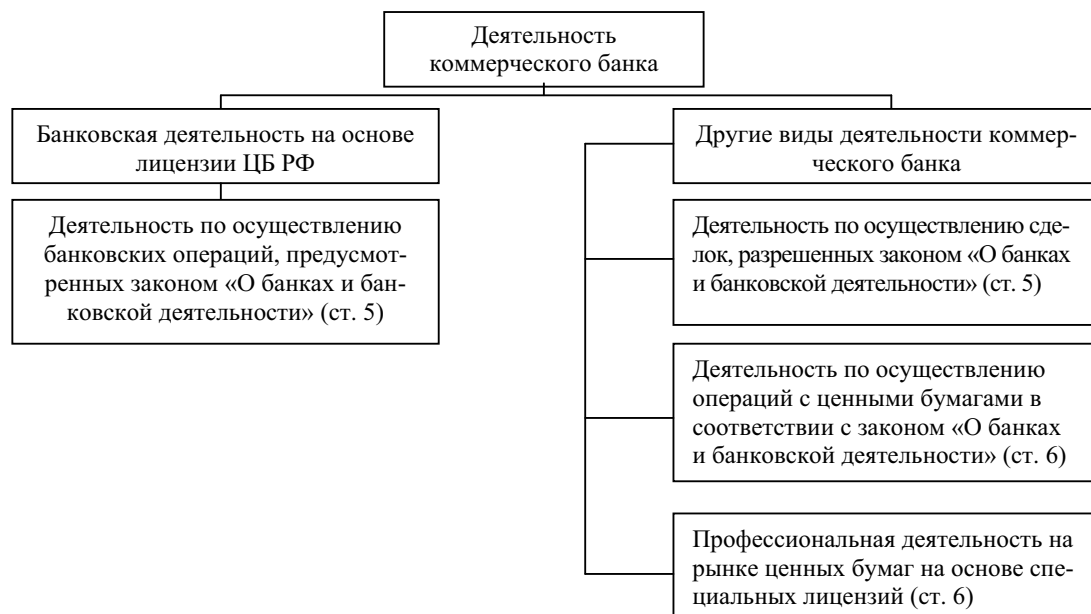 Деятельность
коммерческого банка
Банковская деятельность на основе
лицензии ЦБ РФ
Деятельность по осуществлению
банковских операций, предусмот-
ренных законом «О банках и бан-
ковской деятельности» (ст. 5)
Другие виды деятельности коммер-
ческого банка
Деятельность по осуществлению сде-
лок, разрешенных законом «О банках
и банковской деятельности» (ст. 5)
Деятельность по осуществлению
операций с ценными бумагами в
соответствии с законом «О банках
и банковской деятельности» (ст. 6)
Профессиональная деятельность на
рынке ценных бумаг на основе спе-
циальных лицензий (ст. 6)